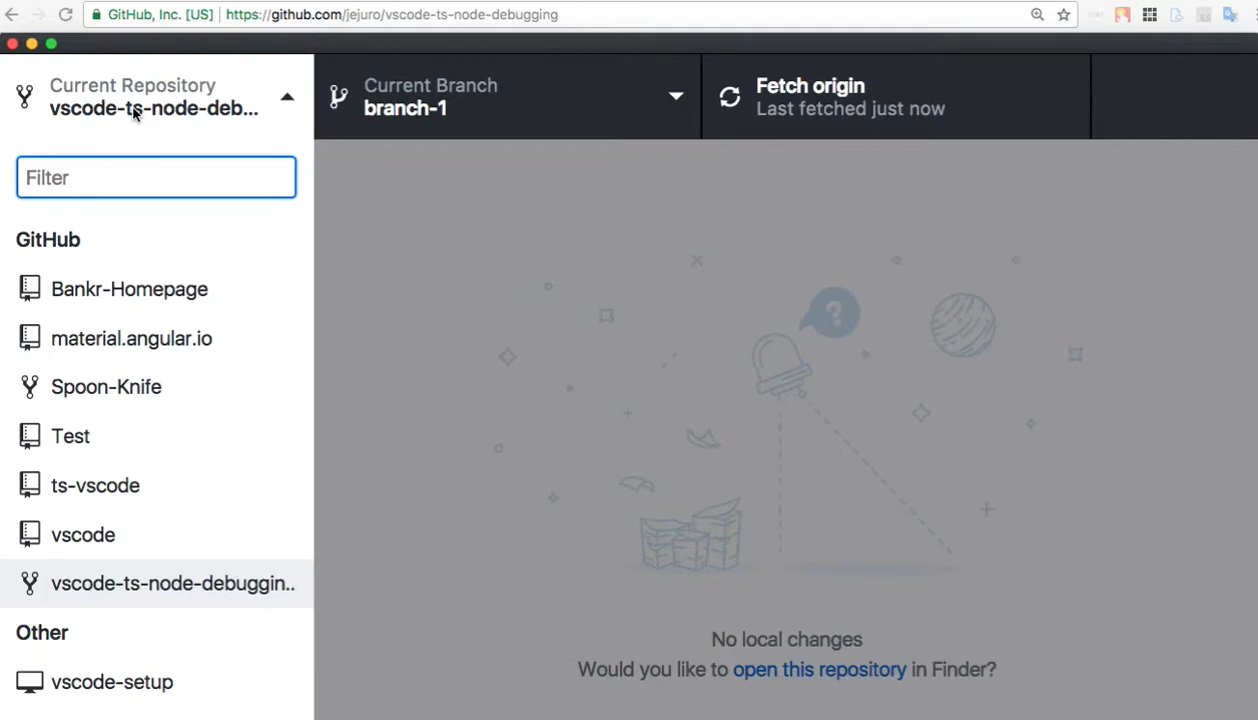 GitHub, Inc. [US] https://github.com/jejuro/vscode-ts-node-debugging
Current Repository
vscode-ts-node-deb...
Current Branch
branch-1
Fetch origin
Last fetched just now
Filter
GitHub
Bankr-Homepage
material.angular.io
Spoon-Knife
Test
ts-vscode
vscode
vscode-ts-node-debuggin..
Other
vscode-setup
?
No local changes
Would you like to open this repository in Finder?